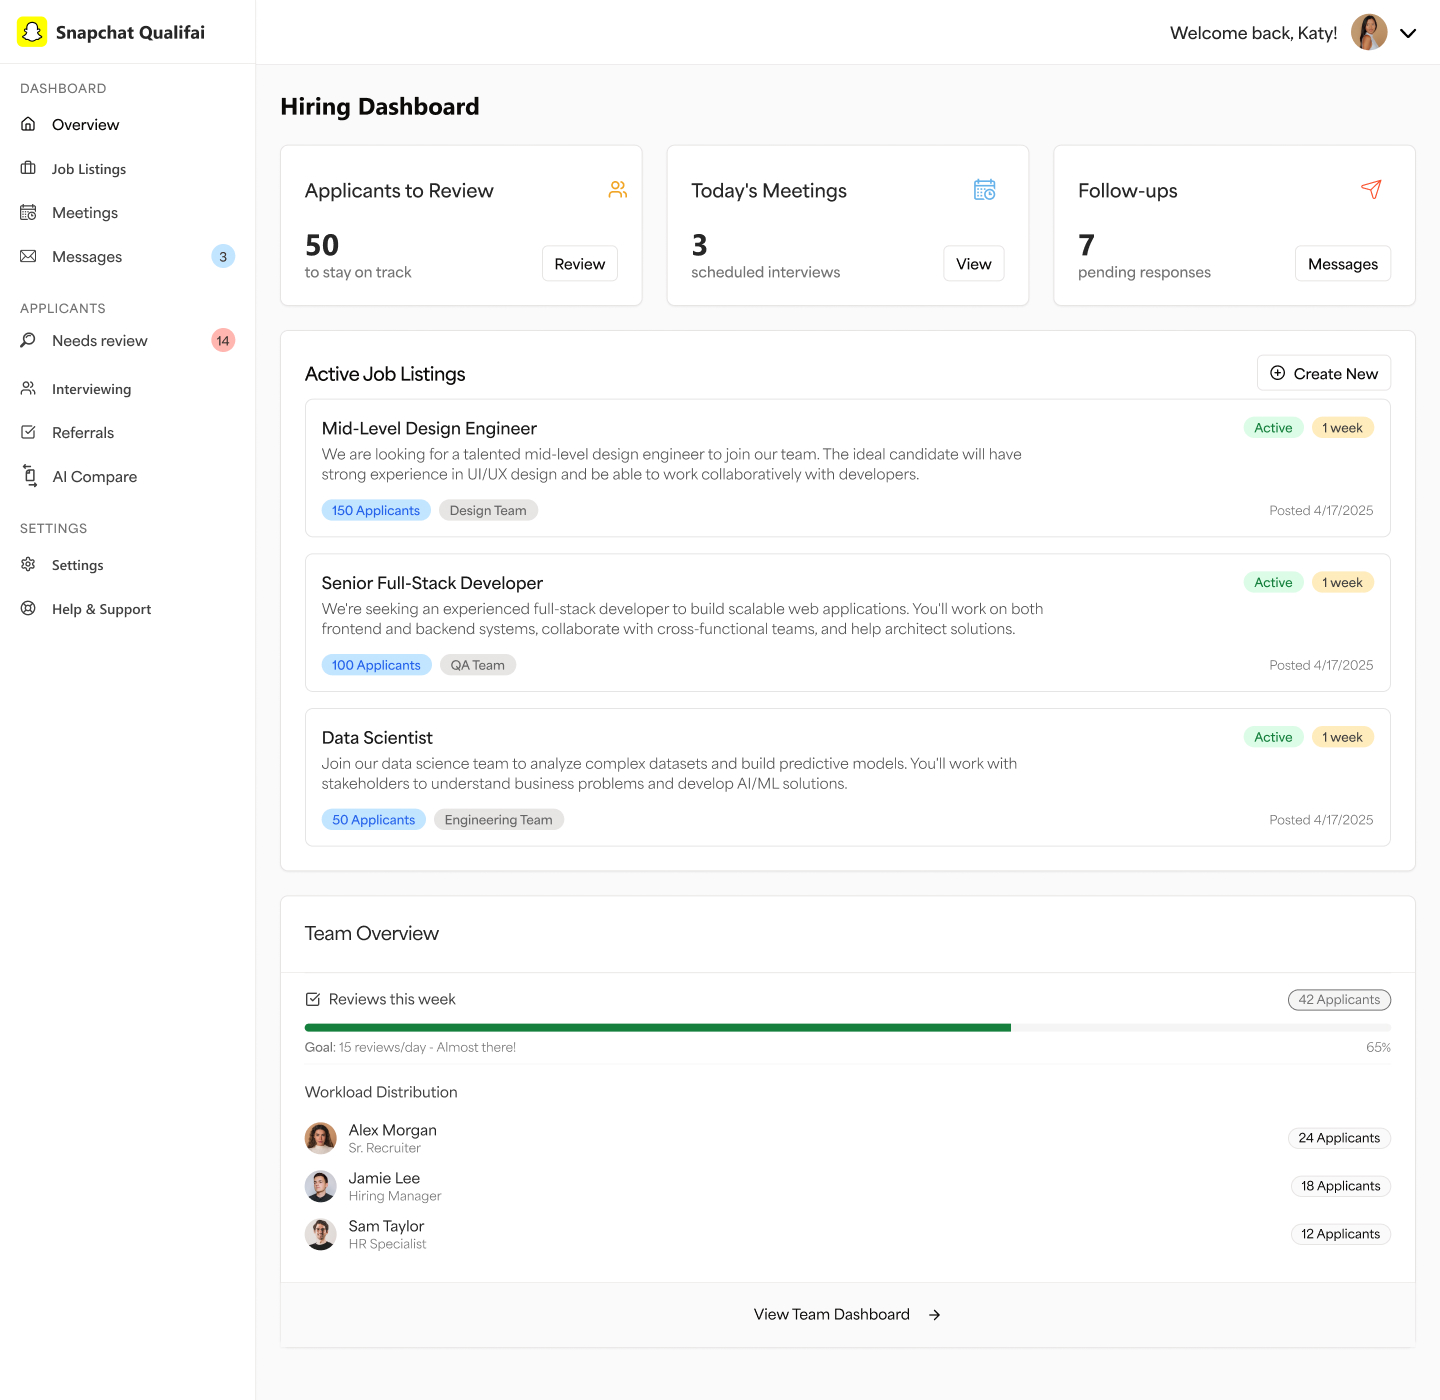 Snapchat Qualifai
Welcome back, Katy!
DASHBOARD
Overview
Job Listings
Meetings
Messages 3
APPLICANTS
Needs review 14
Interviewing
Referrals
AI Compare
SETTINGS
Settings
Help & Support
Hiring Dashboard
Applicants to Review
50
to stay on track
Review
Today's Meetings
3
scheduled interviews
View
Follow-ups
7
pending responses
Messages
Active Job Listings
Create New
Mid-Level Design Engineer
Active
1 week
We are looking for a talented mid-level design engineer to join our team. The ideal candidate will have
strong experience in UI/UX design and be able to work collaboratively with developers.
150 Applicants
Design Team
Posted 4/17/2025
Senior Full-Stack Developer
Active
1 week
We're seeking an experienced full-stack developer to build scalable web applications. You'll work on both
frontend and backend systems, collaborate with cross-functional teams, and help architect solutions.
100 Applicants
QA Team
Posted 4/17/2025
Data Scientist
Active
1 week
Join our data science team to analyze complex datasets and build predictive models. You'll work with
stakeholders to understand business problems and develop AI/ML solutions.
50 Applicants
Engineering Team
Posted 4/17/2025
Team Overview
Reviews this week
42 Applicants
Goal: 15 reviews/day - Almost there!
65%
Workload Distribution
Alex Morgan
Sr. Recruiter
24 Applicants
Jamie Lee
Hiring Manager
18 Applicants
Sam Taylor
HR Specialist
12 Applicants
View Team Dashboard